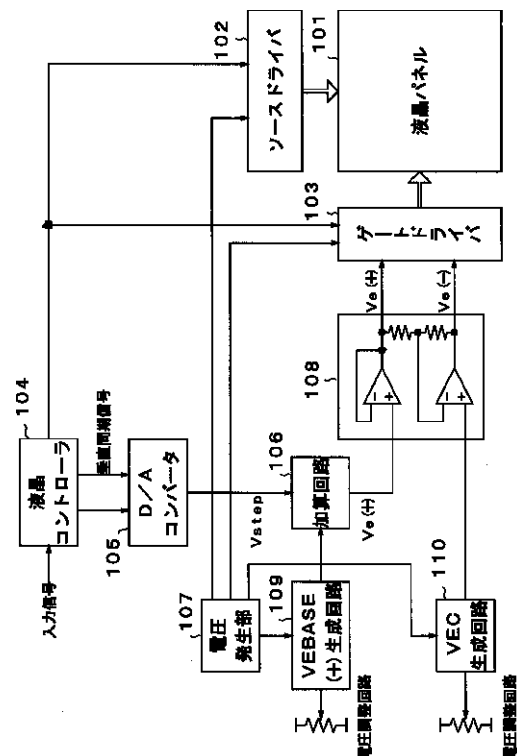 102
ソースドライバ
101
液晶パネル
103
ゲートドライバ
Ve(+)
Ve(-)
104
液晶
コントローラ
入力信号
垂直同期信号
105
D/A
コンバータ
Vstep
106
加算回路
Ve(+)
107
電圧
発生部
108
-
+
-
+
109
VEBASE
(+)生成回路
電圧調整回路
110
VEC
生成回路
電圧調整回路